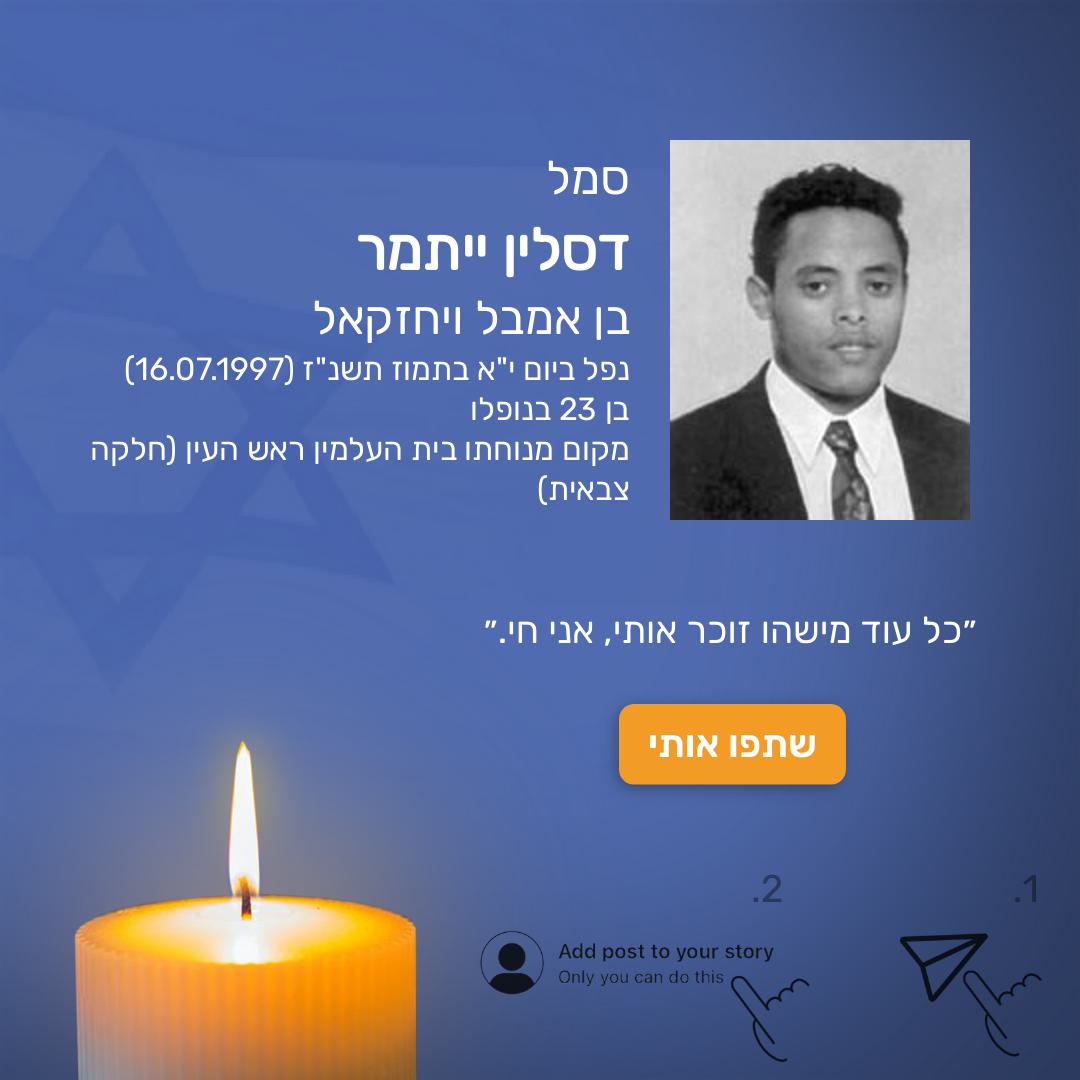 סמל
דסלין ייתמר
בן אמבל ויחזקאל
נפל ביום י"א בתמוז תשנ"ז (16.07.1997)
בן 23 בנופלו
מקום מנוחתו בית העלמין ראש העין (חלקה
צבאית)
״כל עוד מישהו זוכר אותי, אני חי.״
שתפו אותי
1.
2.
Add post to your story
Only you can do this